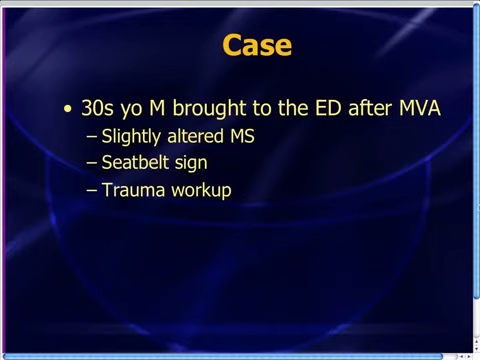 Case
• 30s yo M brought to the ED after MVA
– Slightly altered MS
– Seatbelt sign
– Trauma workup